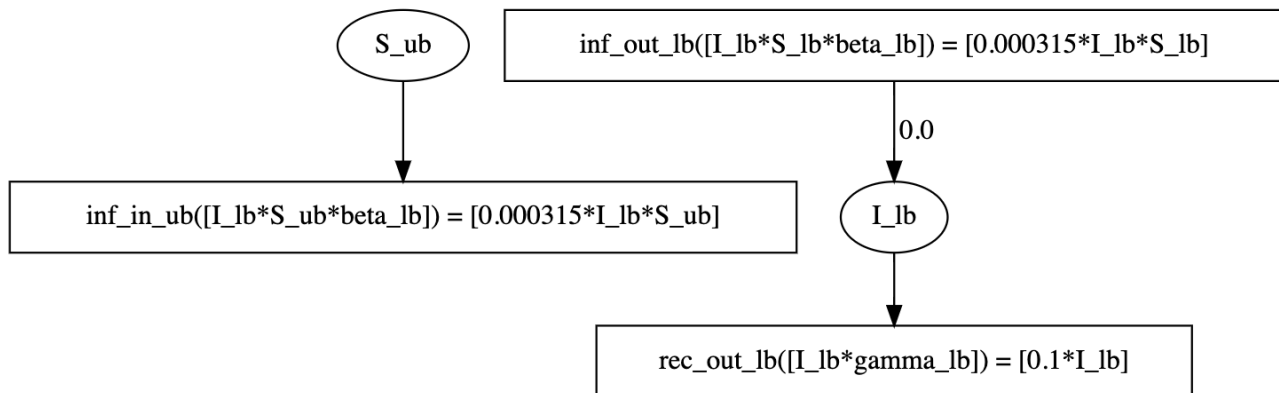 S_ub
inf_out_lb([I_lb*S_lb*beta_lb]) = [0.000315*I_lb*S_lb]
0.0
inf_in_ub([I_lb*S_ub*beta_lb]) = [0.000315*I_lb*S_ub]
I_lb
rec_out_lb([I_lb*gamma_lb]) = [0.1*I_lb]